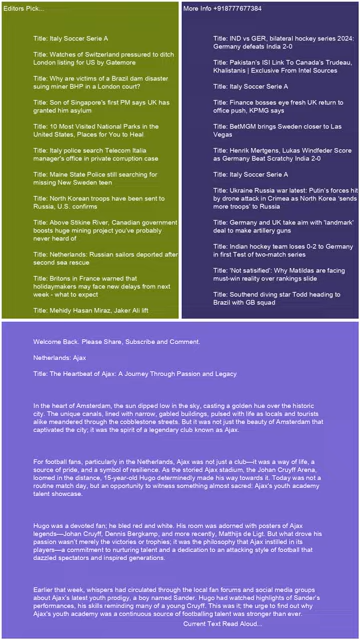 Editors Pick...
Title: Italy Soccer Serie A
Title: Watches of Switzerland pressured to ditch
London listing for US by Gatemore
Title: Why are victims of a Brazil dam disaster
suing miner BHP in a London court?
Title: Son of Singapore's first PM says UK has
granted him asylum
Title: 10 Most Visited National Parks in the
United States, Places for You to Heal
Title: Italy police search Telecom Italia
manager's office in private corruption case
Title: Maine State Police still searching for
missing New Sweden teen
Title: North Korean troops have been sent to
Russia, U.S. confirms
Title: Above Stikine River, Canadian government
boosts huge mining project you've probably
never heard of
Title: Netherlands: Russian sailors deported after
second sea rescue
Title: Britons in France warned that
holidaymakers may face new delays from next
week - what to expect
Title: Mehidy Hasan Miraz, Jaker Ali lift
More Info +918777677384
Title: IND vs GER, bilateral hockey series 2024:
Germany defeats India 2-0
Title: Pakistan's ISI Link To Canada's Trudeau,
Khalistanis | Exclusive From Intel Sources
Title: Italy Soccer Serie A
Title: Finance bosses eye fresh UK return to
office push, KPMG says
Title: BetMGM brings Sweden closer to Las
Vegas
Title: Henrik Mertgens, Lukas Windfeder Score
as Germany Beat Scratchy India 2-0
Title: Italy Soccer Serie A
Title: Ukraine Russia war latest: Putin's forces hit
by drone attack in Crimea as North Korea 'sends
more troops' to Russia
Title: Germany and UK take aim with 'landmark'
deal to make artillery guns
Title: Indian hockey team loses 0-2 to Germany
in first Test of two-match series
Title: 'Not satisified': Why Matildas are facing
must-win reality over rankings slide
Title: Southend diving star Todd heading to
Brazil with GB squad
Welcome Back. Please Share, Subscribe and Comment.
Netherlands: Ajax
Title: The Heartbeat of Ajax: A Journey Through Passion and Legacy
In the heart of Amsterdam, the sun dipped low in the sky, casting a golden hue over the historic
city. The unique canals, lined with narrow, gabled buildings, pulsed with life as locals and tourists
alike meandered through the cobblestone streets. But it was not just the beauty of Amsterdam that
captivated the city; it was the spirit of a legendary club known as Ajax.
For football fans, particularly in the Netherlands, Ajax was not just a club—it was a way of life, a
source of pride, and a symbol of resilience. As the storied Ajax stadium, the Johan Cruyff Arena,
loomed in the distance, 15-year-old Hugo determinedly made his way towards it. Today was not a
routine match day, but an opportunity to witness something almost sacred: Ajax's youth academy
talent showcase.
Hugo was a devoted fan; he bled red and white. His room was adorned with posters of Ajax
legends—Johan Cruyff, Dennis Bergkamp, and more recently, Matthijs de Ligt. But what drove his
passion wasn't merely the victories or trophies; it was the philosophy that Ajax instilled in its
players—a commitment to nurturing talent and a dedication to an attacking style of football that
dazzled spectators and inspired generations.
Earlier that week, whispers had circulated through the local fan forums and social media groups
about Ajax's latest youth prodigy, a boy named Sander. Hugo had watched highlights of Sander's
performances, his skills reminding many of a young Cruyff. This was it; the urge to find out why
Ajax's youth academy was a continuous source of footballing talent was stronger than ever.
Current Text Read Aloud...